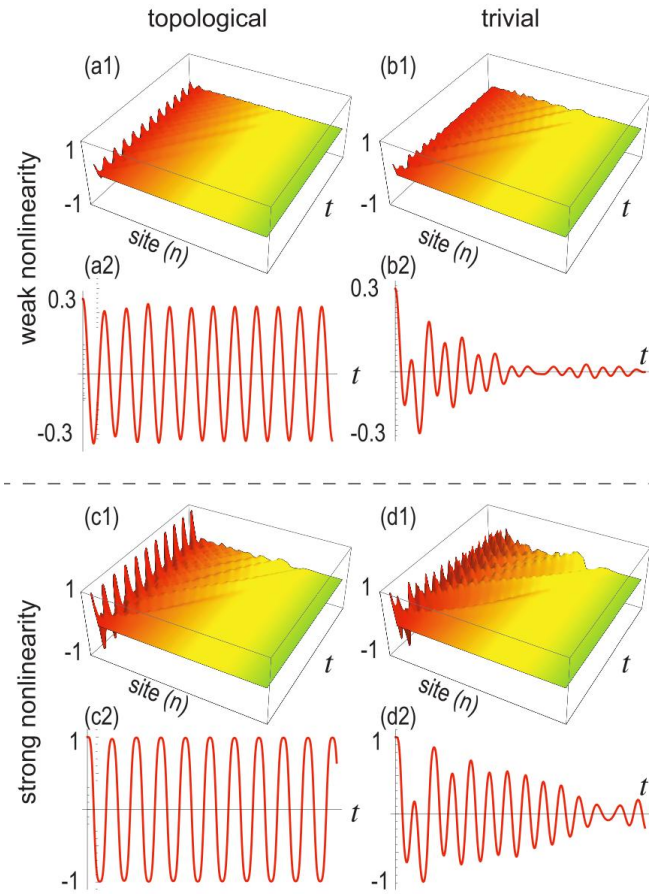 topological trivial
weak nonlinearity
(a1) (b1)
1 1
-1 -1
site (n) t site (n) t
(a2) (b2)
0.3 0.3
t t
-0.3 -0.3
strong nonlinearity
(c1) (d1)
1 1
-1 -1
site (n) t site (n) t
(c2) (d2)
1 1
t t
-1 -1